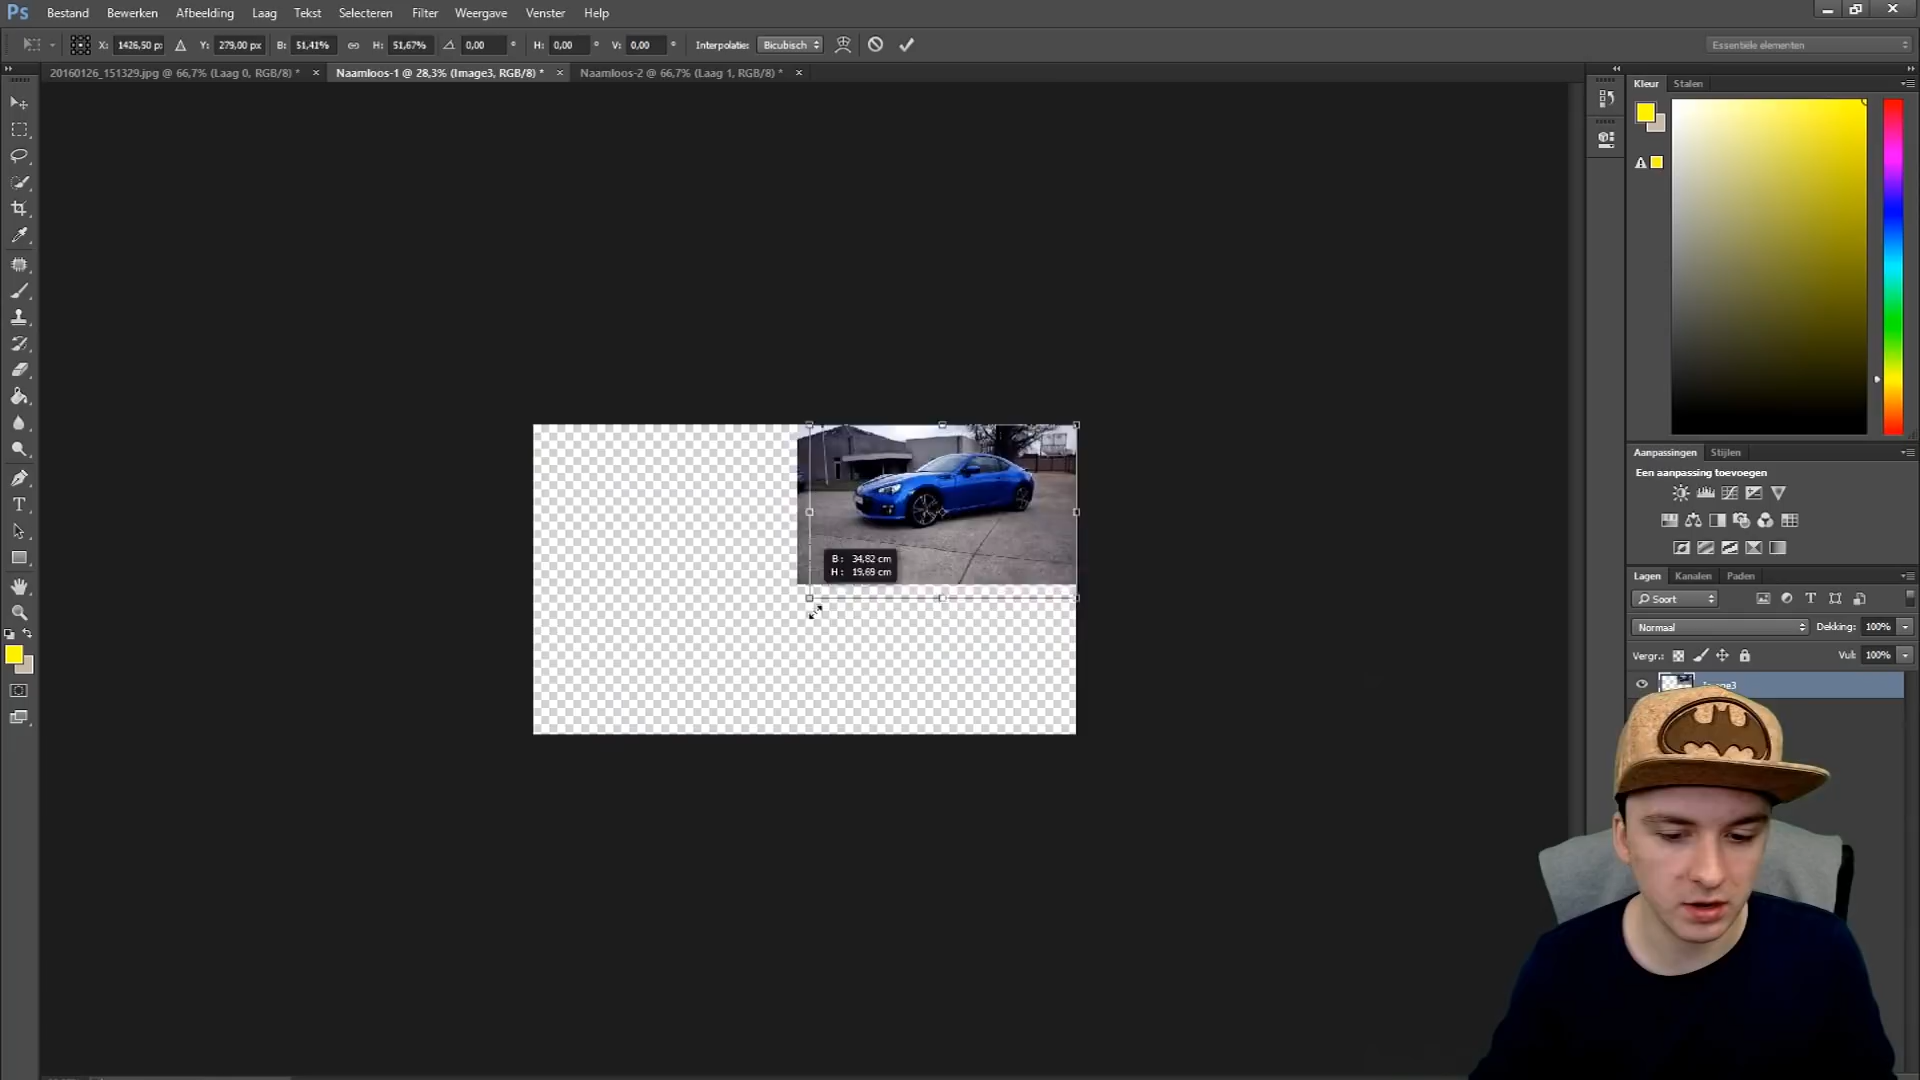 Ps Bestand Bewerken Afbeelding Laag Tekst Selecteren Filter Weergave Venster Help
X: 1426,50 px Y: 279,00 px B: 51,41% H: 51,67% 0,00 ° H: 0,00 ° V: 0,00 ° Interpolatie: Bicubisch Essentiële elementen
20160126_151329.jpg @ 66,7% (Laag 0, RGB/8) * × Naamloos-1 @ 28,3% (Image3, RGB/8) * × Naamloos-2 @ 66,7% (Laag 1, RGB/8) * ×
Kleur Stalen
Aanpassingen Stijlen
Een aanpassing toevoegen
B: 34,82 cm
H: 19,69 cm
Lagen Kanalen Paden
Soort
Normaal Dekking: 100%
Vergr.: Vul: 100%
Image3